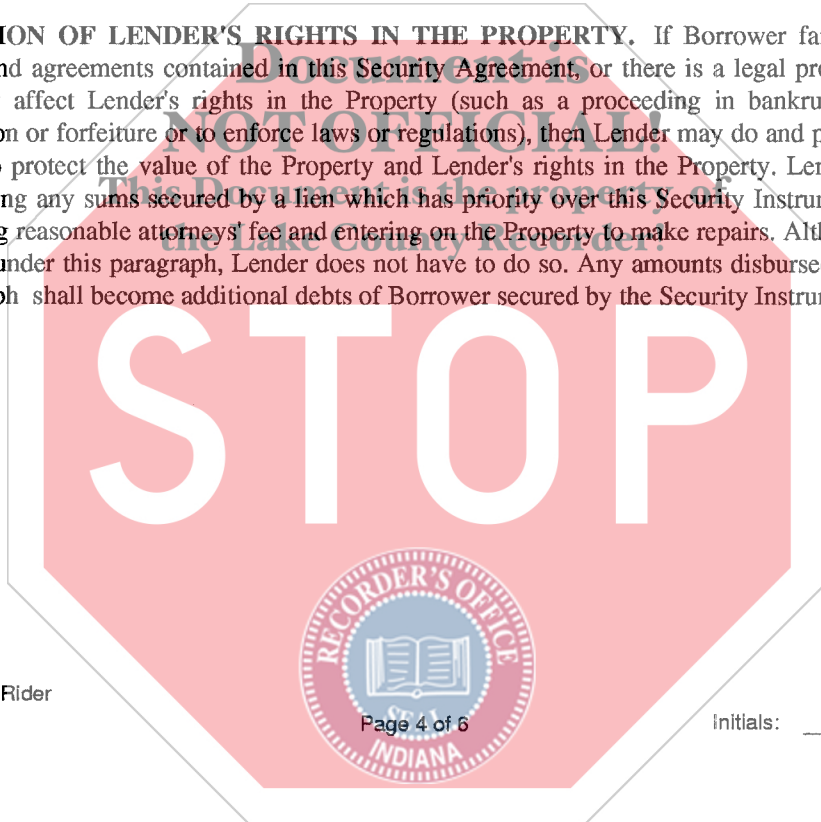 ION OF LENDER'S RIGHTS IN THE PROPERTY. If Borrower fa
nd agreements contained in this Security Agreement, or there is a legal pro
affect Lender's rights in the Property (such as a proceeding in bankru
on or forfeiture or to enforce laws or regulations), then Lender may do and p
protect the value of the Property and Lender's rights in the Property. Len
ng any sums secured by a lien which has priority over this Security Instrum
g reasonable attorneys' fee and entering on the Property to make repairs. Alth
under this paragraph, Lender does not have to do so. Any amounts disburse
ph shall become additional debts of Borrower secured by the Security Instrum
Document is
NOT OFFICIAL!
This Document is the property of
the Lake County Recorder!
STOP
RECORDER'S OFFICE
SEAL
INDIANA
Rider
Page 4 of 6
Initials: